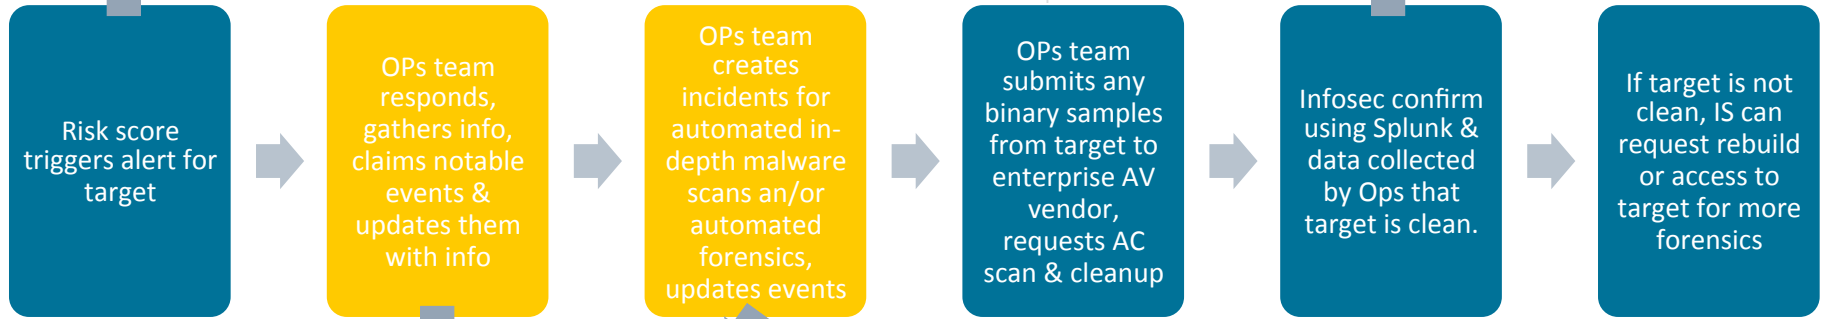 Risk score
triggers alert for
target
OPs team
responds,
gathers info,
claims notable
events &
updates them
with info
OPs team
creates
incidents for
automated in-
depth malware
scans an/or
automated
forensics,
updates events
OPs team
submits any
binary samples
from target to
enterprise AV
vendor,
requests AC
scan & cleanup
Infosec confirm
using Splunk &
data collected
by Ops that
target is clean.
If target is not
clean, IS can
request rebuild
or access to
target for more
forensics